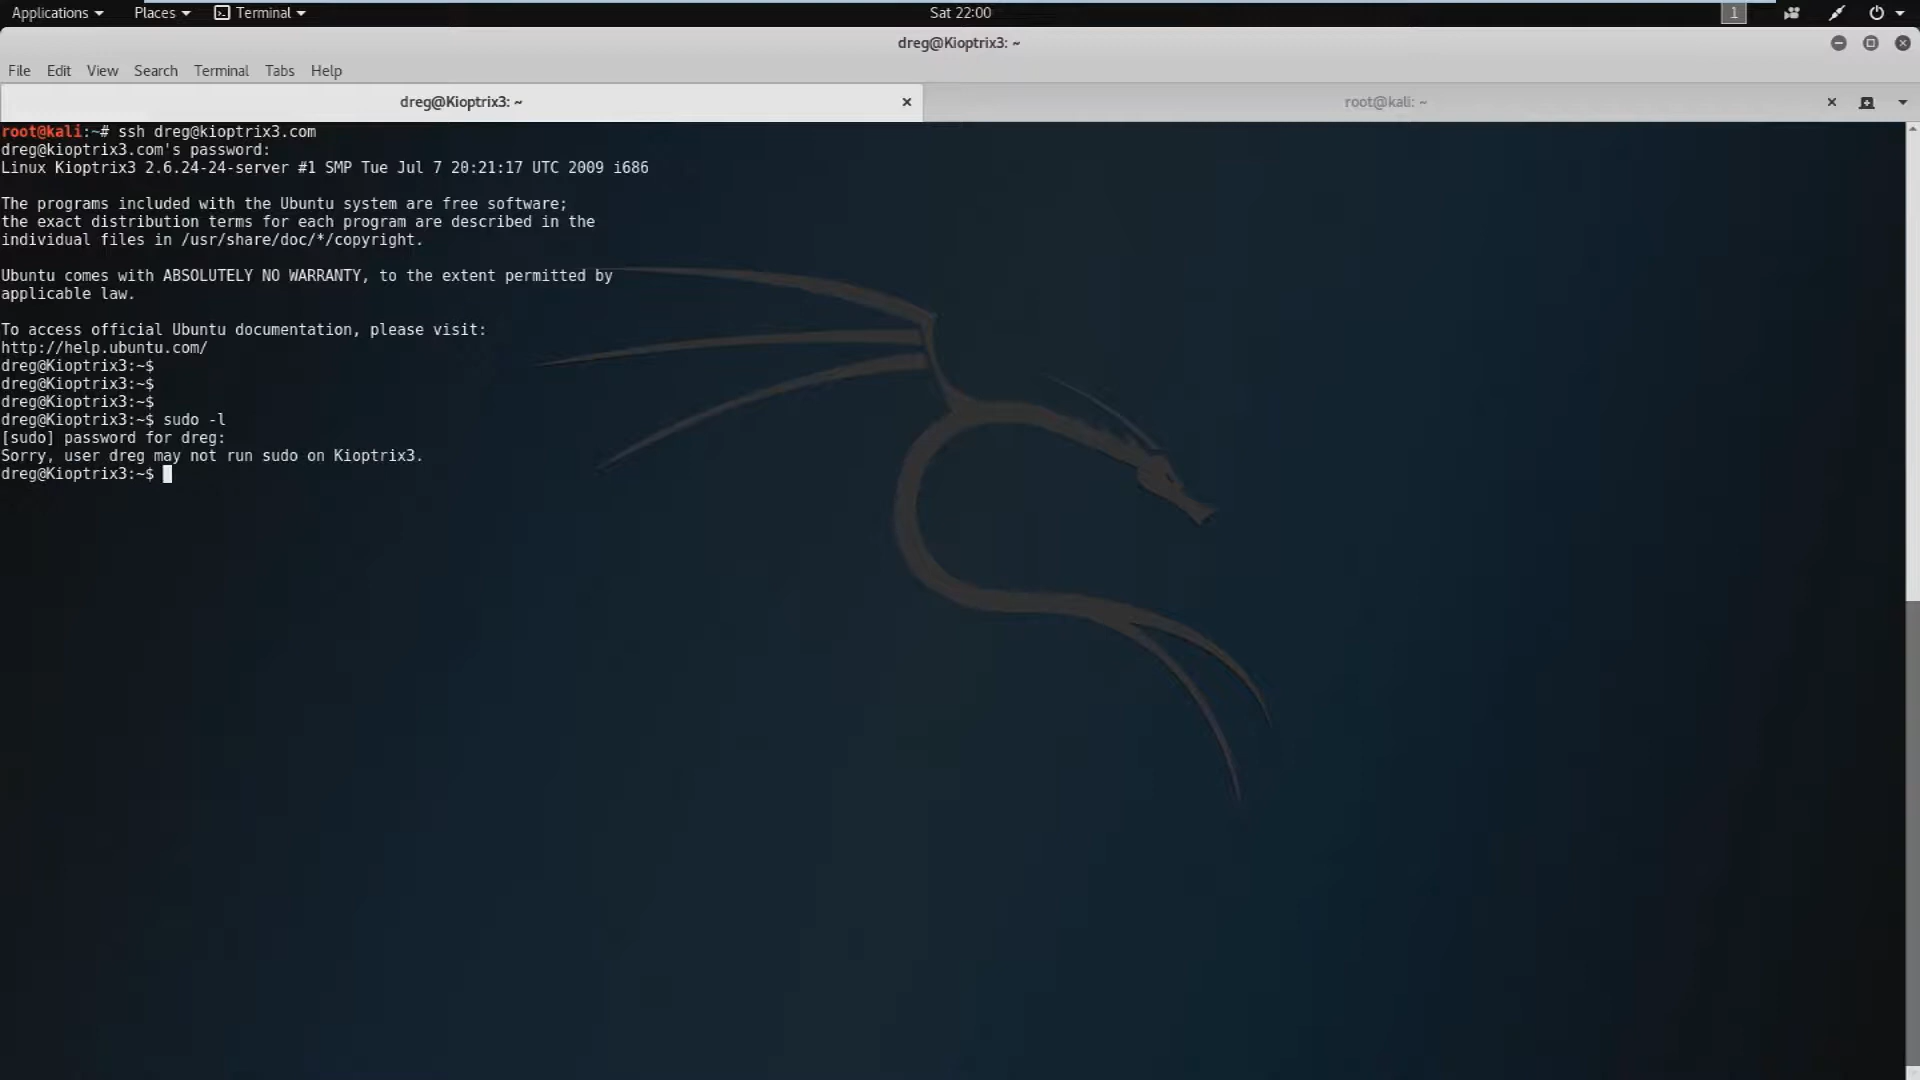 Applications Places Terminal Sat 22:00 1
dreg@Kioptrix3: ~
File Edit View Search Terminal Tabs Help
dreg@Kioptrix3: ~ root@kali: ~
root@kali:~# ssh dreg@kioptrix3.com
dreg@kioptrix3.com's password:
Linux Kioptrix3 2.6.24-24-server #1 SMP Tue Jul 7 20:21:17 UTC 2009 i686
The programs included with the Ubuntu system are free software;
the exact distribution terms for each program are described in the
individual files in /usr/share/doc/*/copyright.
Ubuntu comes with ABSOLUTELY NO WARRANTY, to the extent permitted by
applicable law.
To access official Ubuntu documentation, please visit:
http://help.ubuntu.com/
dreg@Kioptrix3:~$
dreg@Kioptrix3:~$
dreg@Kioptrix3:~$
dreg@Kioptrix3:~$ sudo -l
[sudo] password for dreg:
Sorry, user dreg may not run sudo on Kioptrix3.
dreg@Kioptrix3:~$